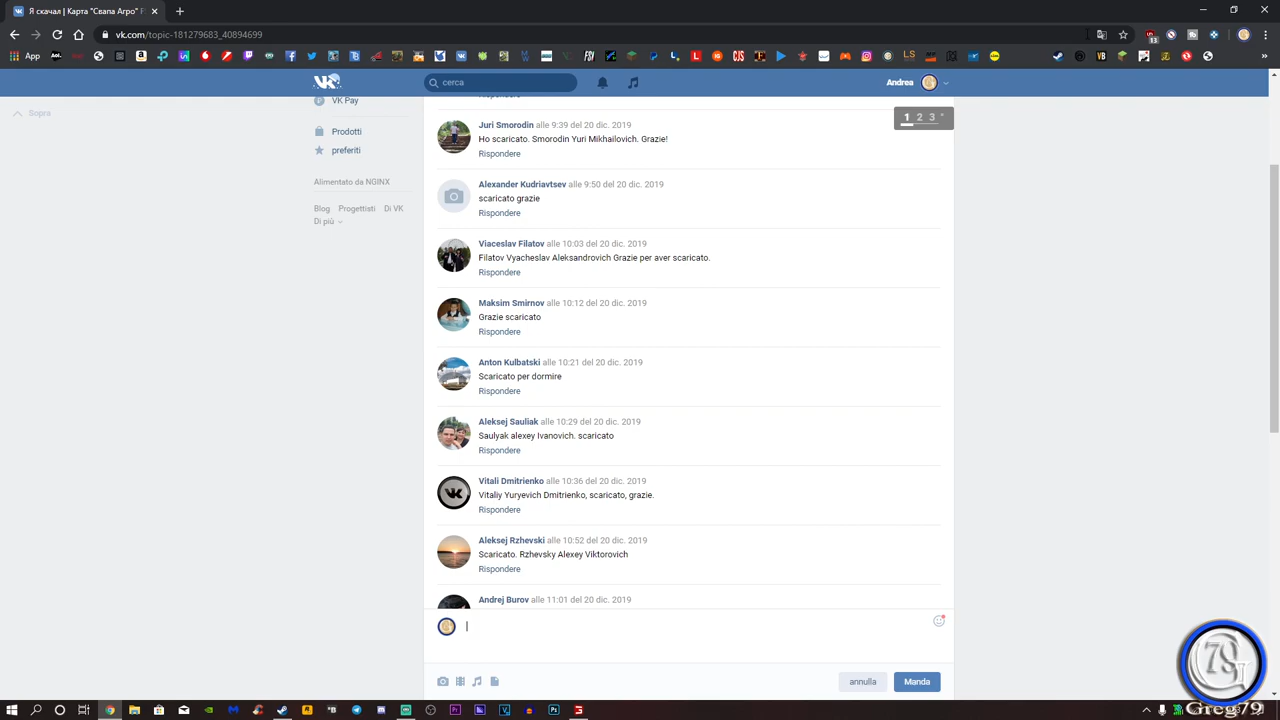 Я скачал | Карта "Спаш Агро" F
vk.com/topic-181279683_40894699
App
cerca
Andrea
Sopra
VK Pay
Prodotti
preferiti
Alimentato da NGINX
Blog Progettisti Di VK
Di più
1 2 3
Juri Smorodin alle 9:39 del 20 dic. 2019
Ho scaricato. Smorodin Yuri Mikhailovich. Grazie!
Rispondere
Alexander Kudriavtsev alle 9:50 del 20 dic. 2019
scaricato grazie
Rispondere
Viaceslav Filatov alle 10:03 del 20 dic. 2019
Filatov Vyacheslav Aleksandrovich Grazie per aver scaricato.
Rispondere
Maksim Smirnov alle 10:12 del 20 dic. 2019
Grazie scaricato
Rispondere
Anton Kulbatski alle 10:21 del 20 dic. 2019
Scaricato per dormire
Rispondere
Aleksej Sauliak alle 10:29 del 20 dic. 2019
Saulyak alexey Ivanovich. scaricato
Rispondere
Vitali Dmitrienko alle 10:36 del 20 dic. 2019
Vitaliy Yuryevich Dmitrienko, scaricato, grazie.
Rispondere
Aleksej Rzhevski alle 10:52 del 20 dic. 2019
Scaricato. Rzhevsky Alexey Viktorovich
Rispondere
Andrej Burov alle 11:01 del 20 dic. 2019
annulla Manda
Greg79